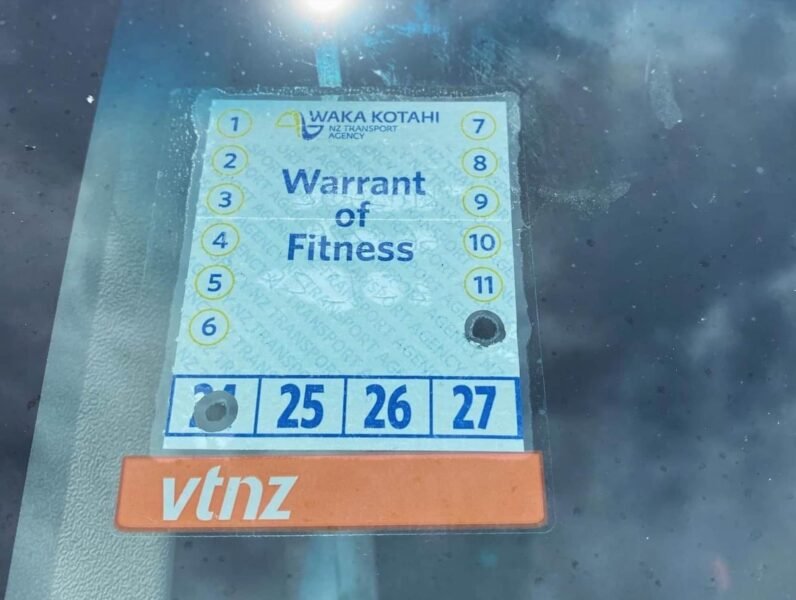 WAKA KOTAHI
NZ TRANSPORT
AGENCY
1
2
3
4
5
6
7
8
9
10
11
Warrant
of
Fitness
24 25 26 27
vtnz